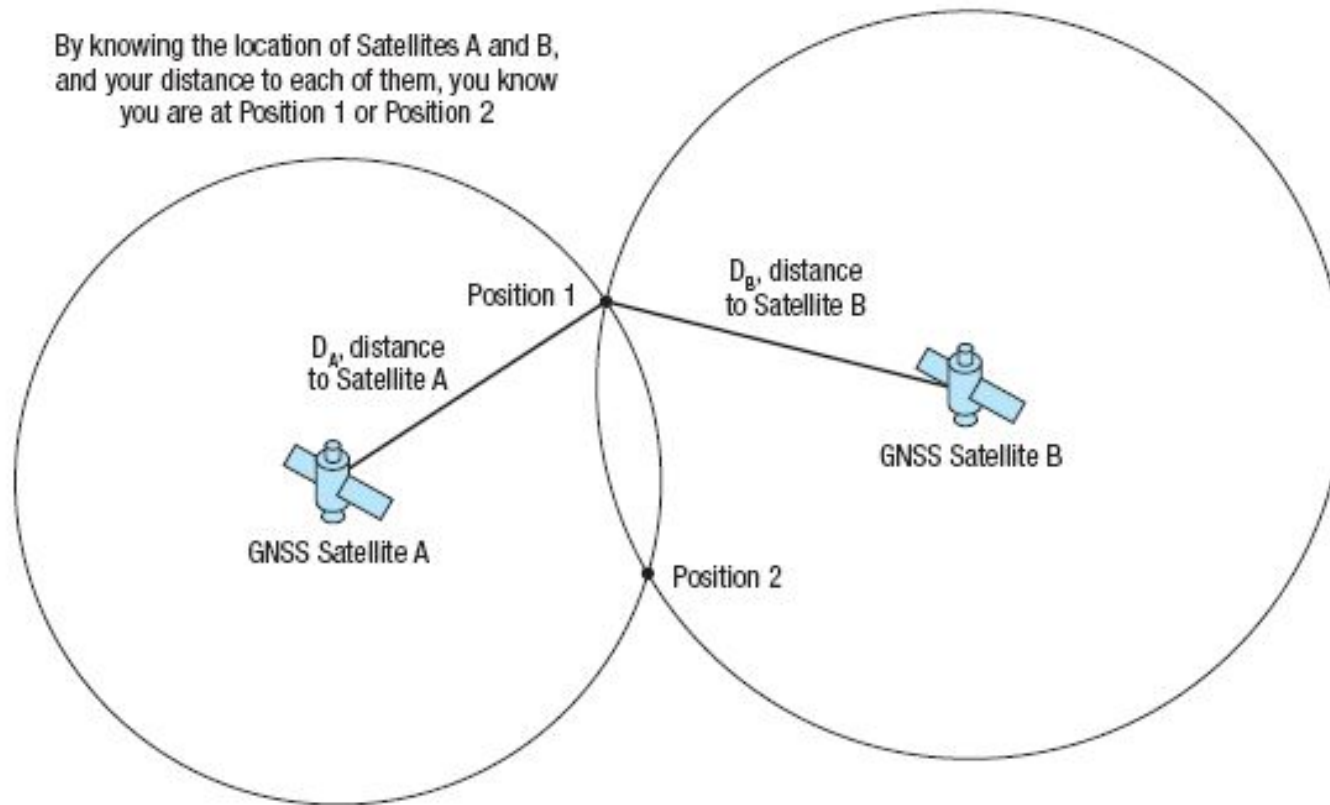 By knowing the location of Satellites A and B,
and your distance to each of them, you know
you are at Position 1 or Position 2
Position 1
D_B, distance
to Satellite B
D_A, distance
to Satellite A
GNSS Satellite B
GNSS Satellite A
Position 2